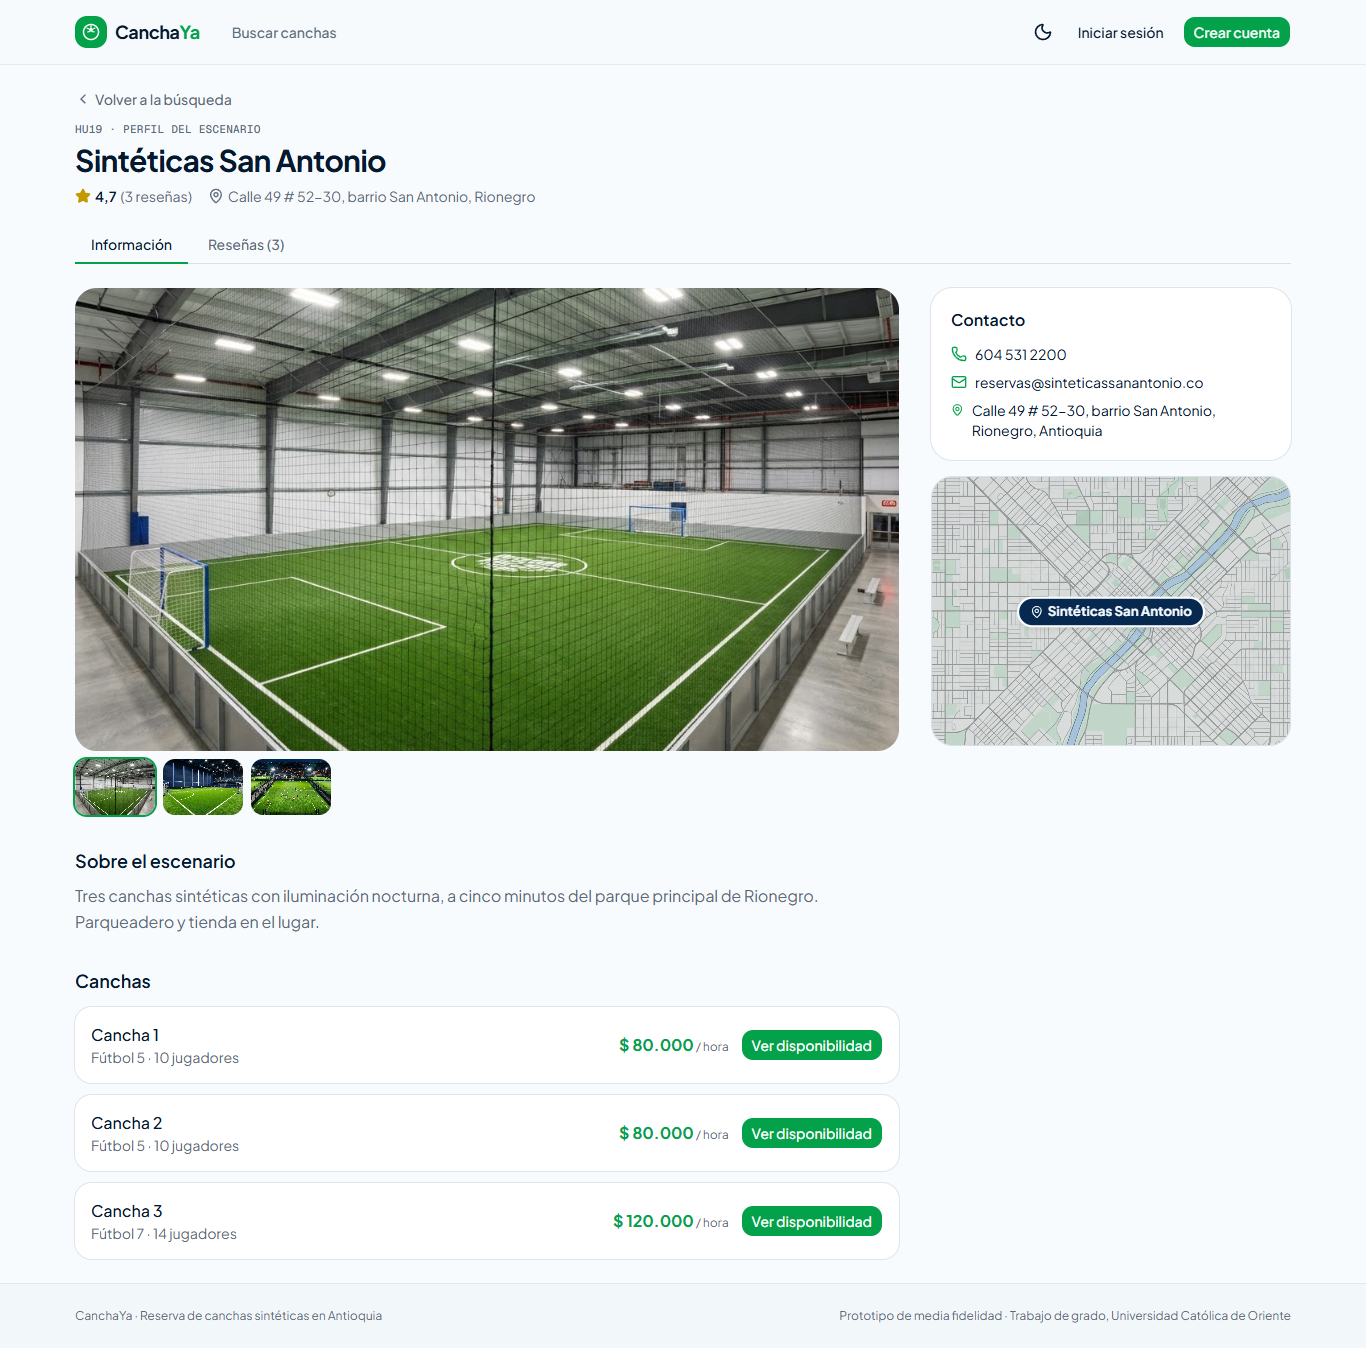 CanchaYa
Buscar canchas
Iniciar sesión
Crear cuenta
Volver a la búsqueda
HU19 · PERFIL DEL ESCENARIO
Sintéticas San Antonio
4,7 (3 reseñas)
Calle 49 # 52-30, barrio San Antonio, Rionegro
Información
Reseñas (3)
Contacto
604 531 2200
reservas@sinteticassanantonio.co
Calle 49 # 52-30, barrio San Antonio,
Rionegro, Antioquia
Sintéticas San Antonio
Sobre el escenario
Tres canchas sintéticas con iluminación nocturna, a cinco minutos del parque principal de Rionegro.
Parqueadero y tienda en el lugar.
Canchas
Cancha 1
Fútbol 5 · 10 jugadores
$ 80.000 / hora
Ver disponibilidad
Cancha 2
Fútbol 5 · 10 jugadores
$ 80.000 / hora
Ver disponibilidad
Cancha 3
Fútbol 7 · 14 jugadores
$ 120.000 / hora
Ver disponibilidad
CanchaYa · Reserva de canchas sintéticas en Antioquia
Prototipo de media fidelidad · Trabajo de grado, Universidad Católica de Oriente